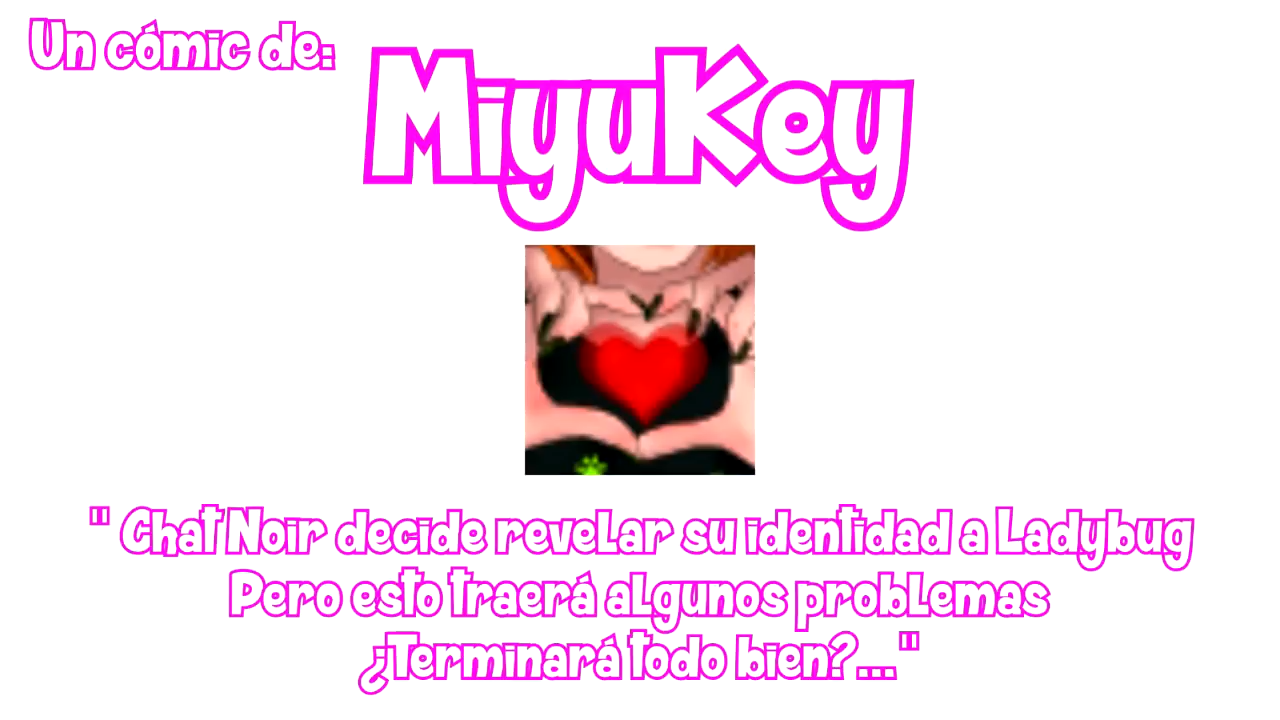 Un cómic de:
MiyuKey
" Chat Noir decide revelar su identidad a Ladybug
Pero esto traerá algunos problemas
¿Terminará todo bien?..."